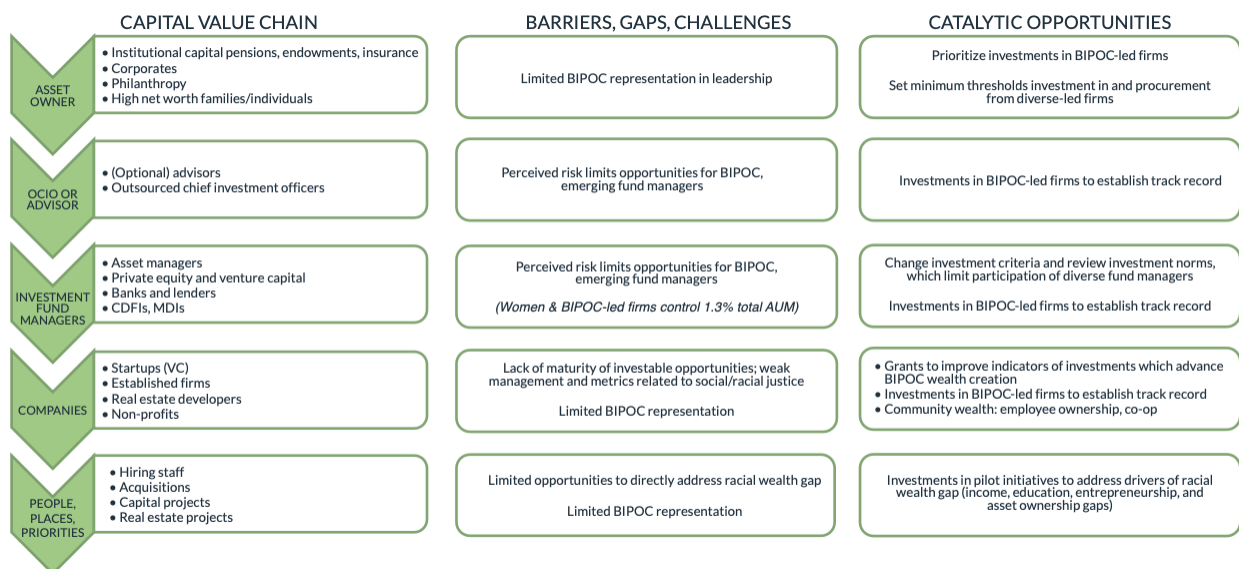 CAPITAL VALUE CHAIN
BARRIERS, GAPS, CHALLENGES
CATALYTIC OPPORTUNITIES
ASSET
OWNER
• Institutional capital pensions, endowments, insurance
• Corporates
• Philanthropy
• High net worth families/individuals
Limited BIPOC representation in leadership
Prioritize investments in BIPOC-led firms
Set minimum thresholds investment in and procurement
from diverse-led firms
OCIO OR
ADVISOR
• (Optional) advisors
• Outsourced chief investment officers
Perceived risk limits opportunities for BIPOC,
emerging fund managers
Investments in BIPOC-led firms to establish track record
INVESTMENT
FUND
MANAGERS
• Asset managers
• Private equity and venture capital
• Banks and lenders
• CDFIs, MDIs
Perceived risk limits opportunities for BIPOC,
emerging fund managers
(Women & BIPOC-led firms control 1.3% total AUM)
Change investment criteria and review investment norms,
which limit participation of diverse fund managers
Investments in BIPOC-led firms to establish track record
COMPANIES
• Startups (VC)
• Established firms
• Real estate developers
• Non-profits
Lack of maturity of investable opportunities; weak
management and metrics related to social/racial justice
Limited BIPOC representation
• Grants to improve indicators of investments which advance
BIPOC wealth creation
• Investments in BIPOC-led firms to establish track record
• Community wealth: employee ownership, co-op
PEOPLE,
PLACES,
PRIORITIES
• Hiring staff
• Acquisitions
• Capital projects
• Real estate projects
Limited opportunities to directly address racial wealth gap
Limited BIPOC representation
Investments in pilot initiatives to address drivers of racial
wealth gap (income, education, entrepreneurship, and
asset ownership gaps)